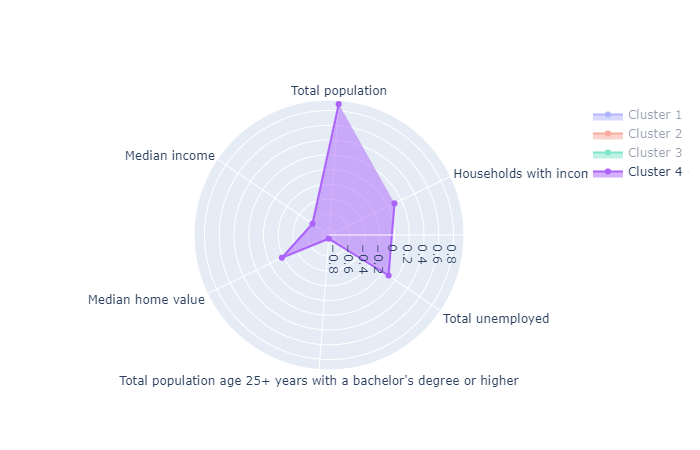 Total population
Cluster 1
Cluster 2
Cluster 3
Cluster 4
Median income
Households with incom
−0.8
−0.6
−0.4
−0.2
0
0.2
0.4
0.6
0.8
Median home value
Total unemployed
Total population age 25+ years with a bachelor's degree or higher